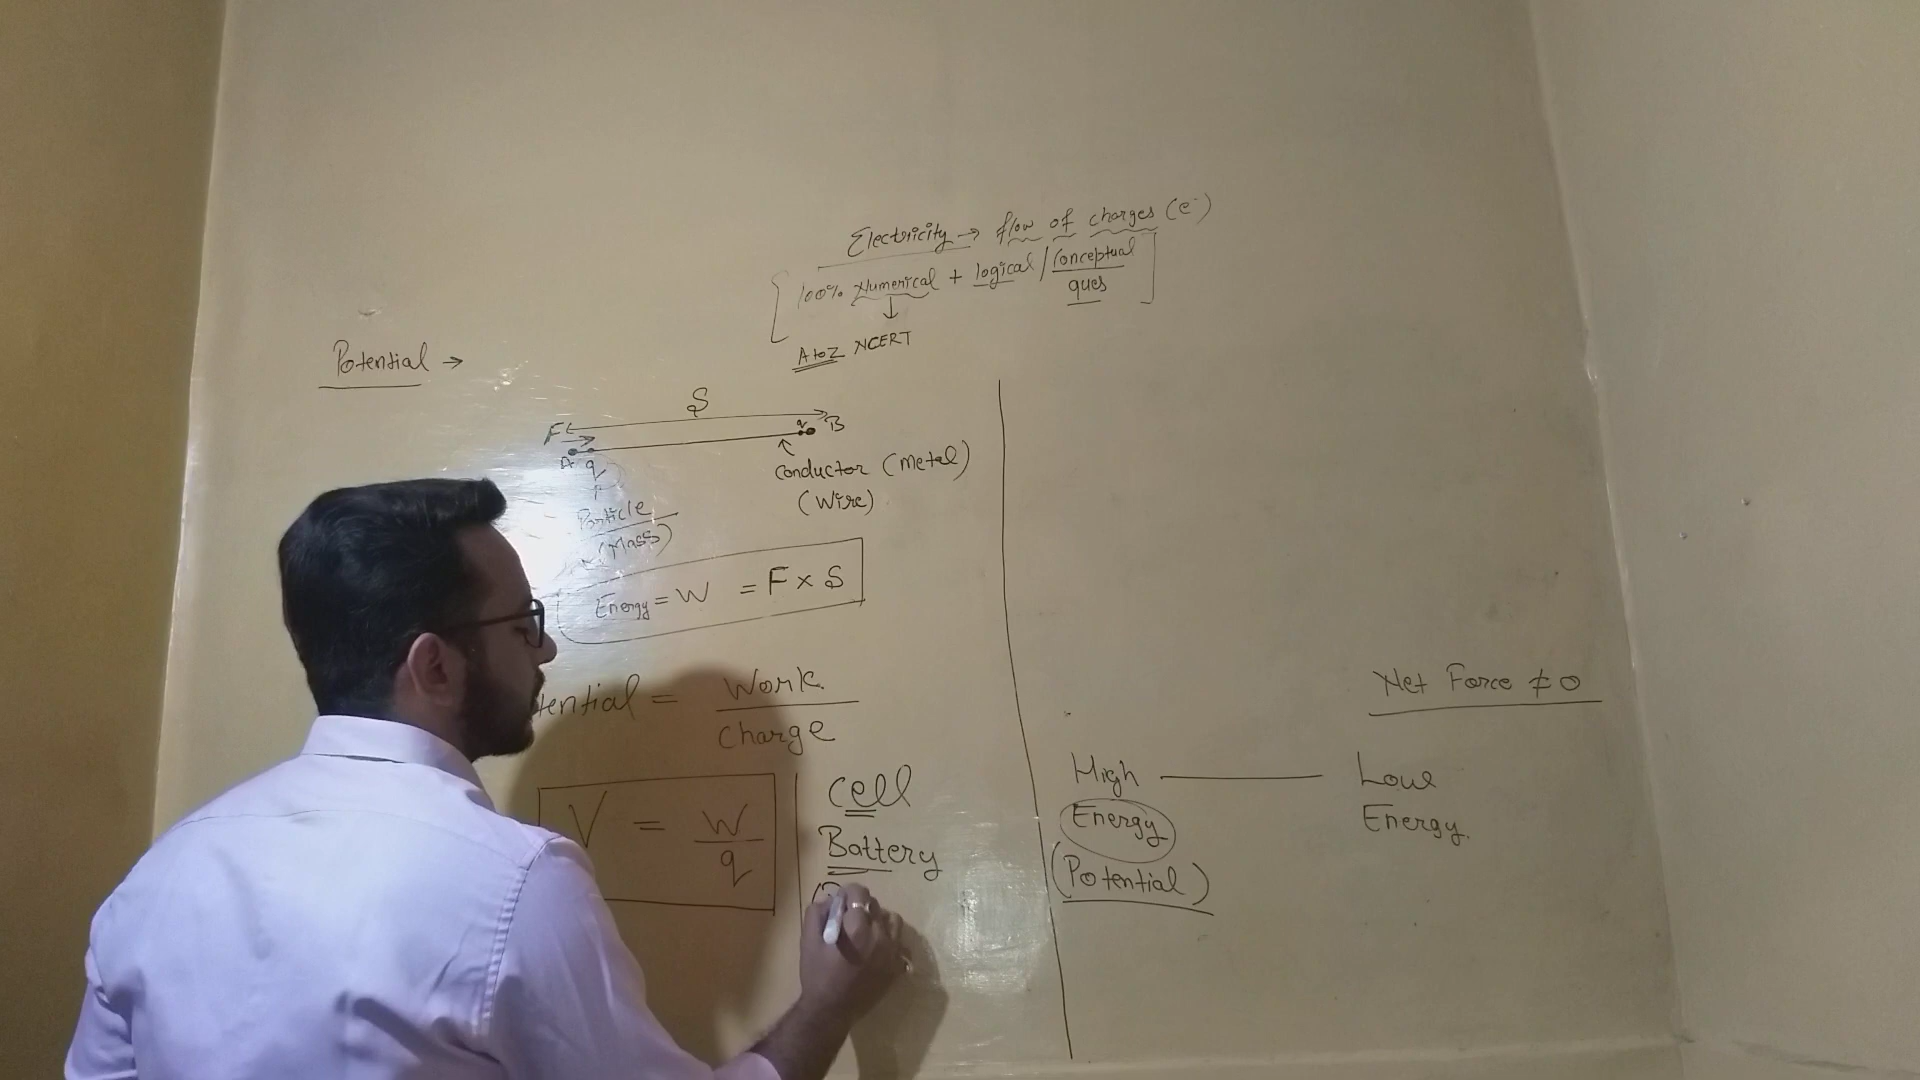 Electricity → flow of charges (e⁻)
[100% Numerical + logical / Conceptual
ques]
↓
A to Z NCERT
Potential →
S
F
B
A q
q
Conductor (Metal)
(Wire)
Particle
(Mass)
Energy = W = F × S
tential = Work
Charge
V = W
q
Cell
Battery
Net Force ≠ 0
High ——— Low
Energy Energy.
(Potential)